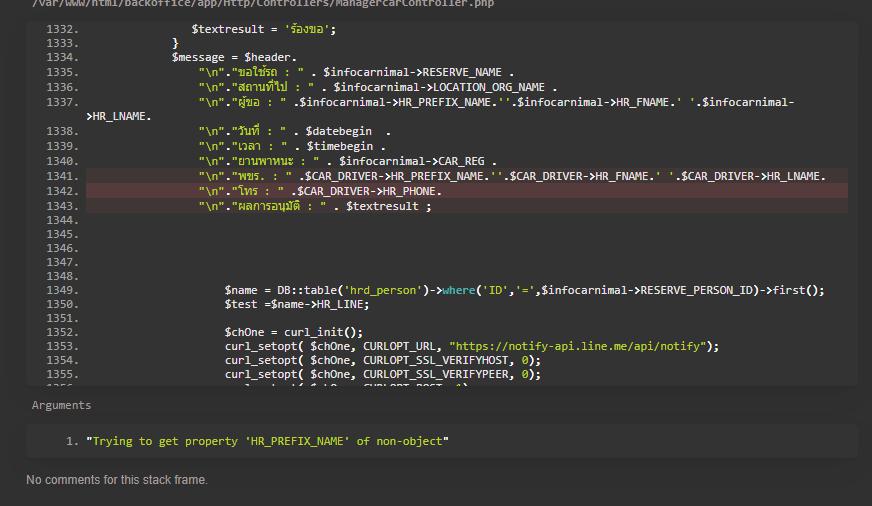 /var/www/html/backoffice/app/Http/Controllers/ManagercarController.php
1332. $textresult = 'ร้องขอ';
1333. }
1334. $message = $header.
1335. "\n"."ขอใช้รถ : " . $infocarnimal->RESERVE_NAME .
1336. "\n"."สถานที่ไป : " . $infocarnimal->LOCATION_ORG_NAME .
1337. "\n"."ผู้ขอ : " .$infocarnimal->HR_PREFIX_NAME.''.$infocarnimal->HR_FNAME.' '.$infocarnimal-
>HR_LNAME.
1338. "\n"."วันที่ : " . $datebegin  .
1339. "\n"."เวลา : " . $timebegin .
1340. "\n"."ยานพาหนะ : " . $infocarnimal->CAR_REG .
1341. "\n"."พขร. : " .$CAR_DRIVER->HR_PREFIX_NAME.''.$CAR_DRIVER->HR_FNAME.' '.$CAR_DRIVER->HR_LNAME.
1342. "\n"."โทร : " .$CAR_DRIVER->HR_PHONE.
1343. "\n"."ผลการอนุมัติ : " . $textresult ;
1344.
1345.
1346.
1347.
1348.
1349. $name = DB::table('hrd_person')->where('ID','=',$infocarnimal->RESERVE_PERSON_ID)->first();
1350. $test =$name->HR_LINE;
1351.
1352. $chOne = curl_init();
1353. curl_setopt( $chOne, CURLOPT_URL, "https://notify-api.line.me/api/notify");
1354. curl_setopt( $chOne, CURLOPT_SSL_VERIFYHOST, 0);
1355. curl_setopt( $chOne, CURLOPT_SSL_VERIFYPEER, 0);
Arguments
1. "Trying to get property 'HR_PREFIX_NAME' of non-object"
No comments for this stack frame.